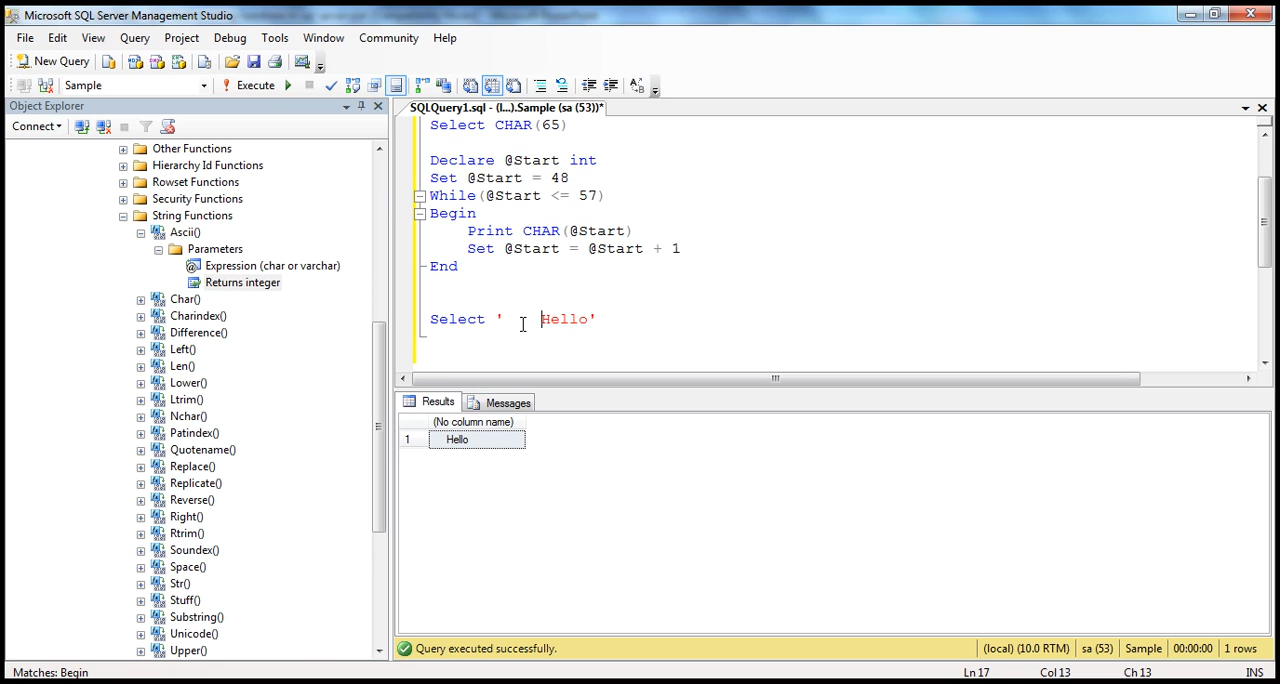 Microsoft SQL Server Management Studio
File Edit View Query Project Debug Tools Window Community Help
New Query
Sample Execute
Object Explorer
SQLQuery1.sql - (l...).Sample (sa (53))*
Connect
Other Functions
Hierarchy Id Functions
Rowset Functions
Security Functions
String Functions
Ascii()
Parameters
Expression (char or varchar)
Returns integer
Char()
Charindex()
Difference()
Left()
Len()
Lower()
Ltrim()
Nchar()
Patindex()
Quotename()
Replace()
Replicate()
Reverse()
Right()
Rtrim()
Soundex()
Space()
Str()
Stuff()
Substring()
Unicode()
Upper()
Select CHAR(65)
Declare @Start int
Set @Start = 48
While(@Start <= 57)
Begin
Print CHAR(@Start)
Set @Start = @Start + 1
End
Select '   Hello'
Results Messages
(No column name)
1 Hello
Query executed successfully. (local) (10.0 RTM) sa (53) Sample 00:00:00 1 rows
Matches: Begin Ln 17 Col 13 Ch 13 INS